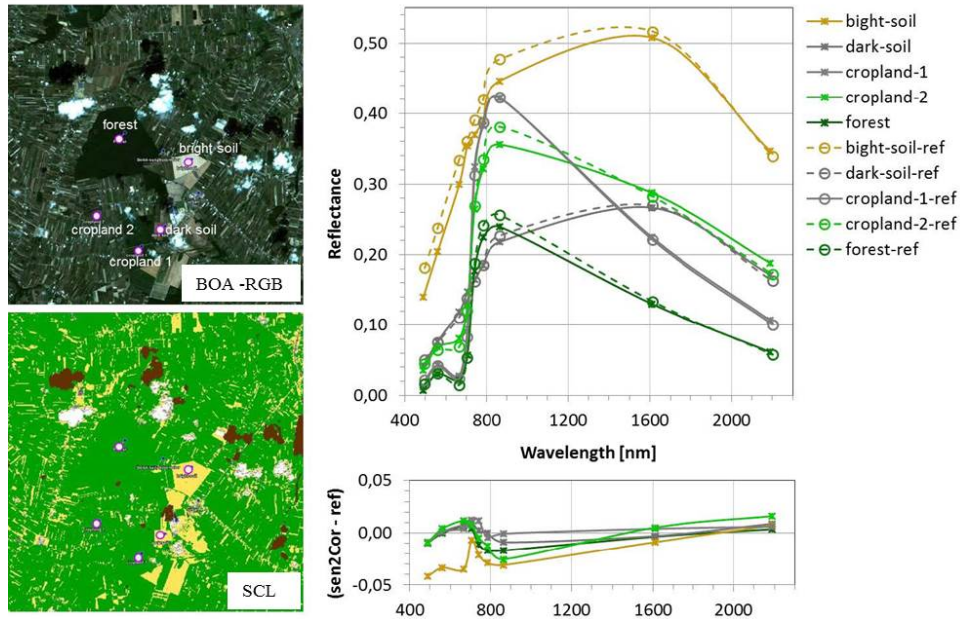 forest
bright soil
cropland 2
dark soil
cropland 1
BOA -RGB
SCL
Reflectance
0,50
0,40
0,30
0,20
0,10
0,00
400 800 1200 1600 2000
Wavelength [nm]
bight-soil
dark-soil
cropland-1
cropland-2
forest
bight-soil-ref
dark-soil-ref
cropland-1-ref
cropland-2-ref
forest-ref
(sen2Cor - ref)
0,05
0,00
-0,05
400 800 1200 1600 2000